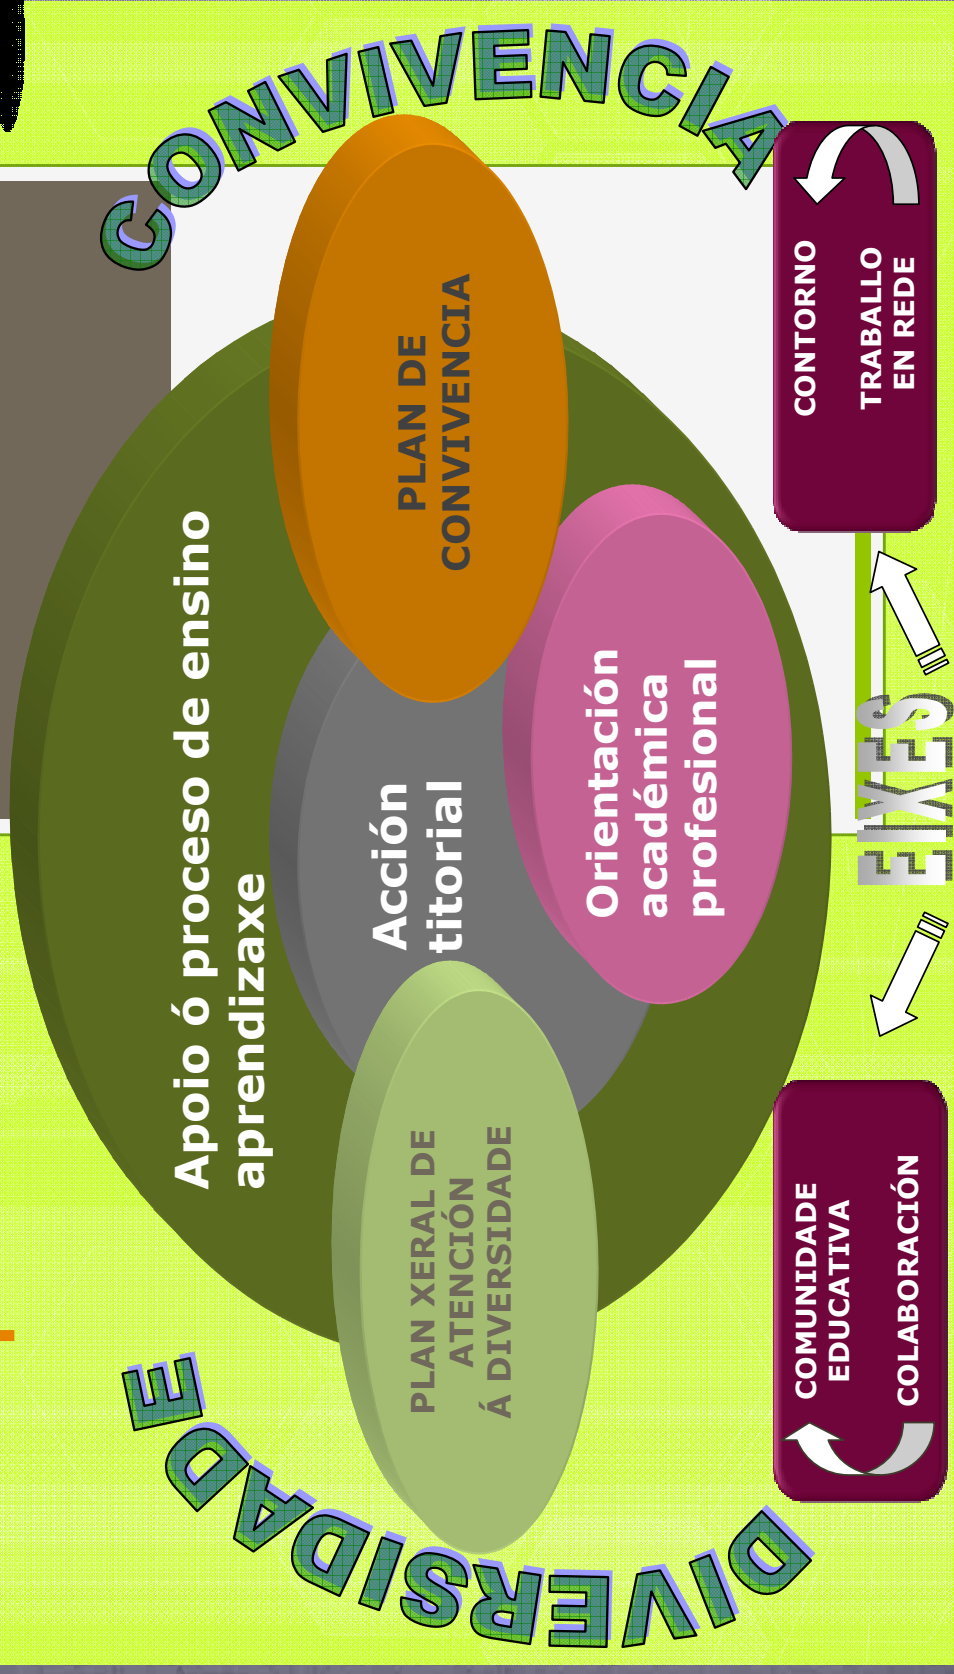 DIVERSIDADE
CONVIVENCIA
Apoio ó proceso de ensino
aprendizaxe
PLAN DE
CONVIVENCIA
Acción
titorial
PLAN XERAL DE
ATENCIÓN
Á DIVERSIDADE
Orientación
académica
profesional
COMUNIDADE
EDUCATIVA
COLABORACIÓN
EIXES
CONTORNO
TRABALLO
EN REDE